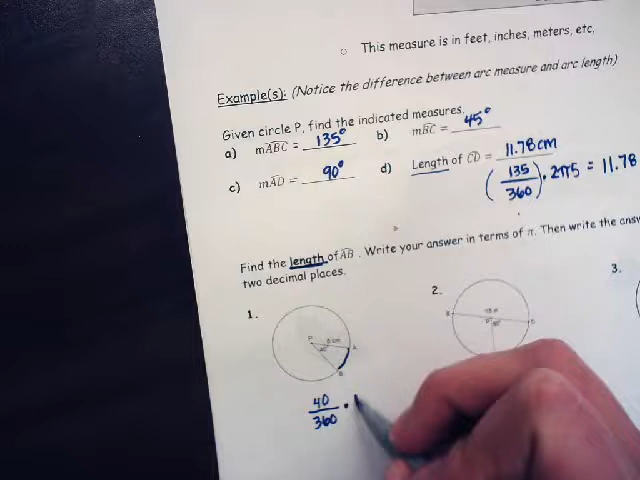 ○ This measure is in feet, inches, meters, etc.
Example(s): (Notice the difference between arc measure and arc length)
Given circle P, find the indicated measures.
a) mABC = 135° b) mBC = 45°
c) mAD = 90° d) Length of CD = 11.78cm
(135/360) · 2π5 = 11.78
Find the length of AB. Write your answer in terms of π. Then write the
two decimal places.
1. 2. 3.
P A B
40/360 ·